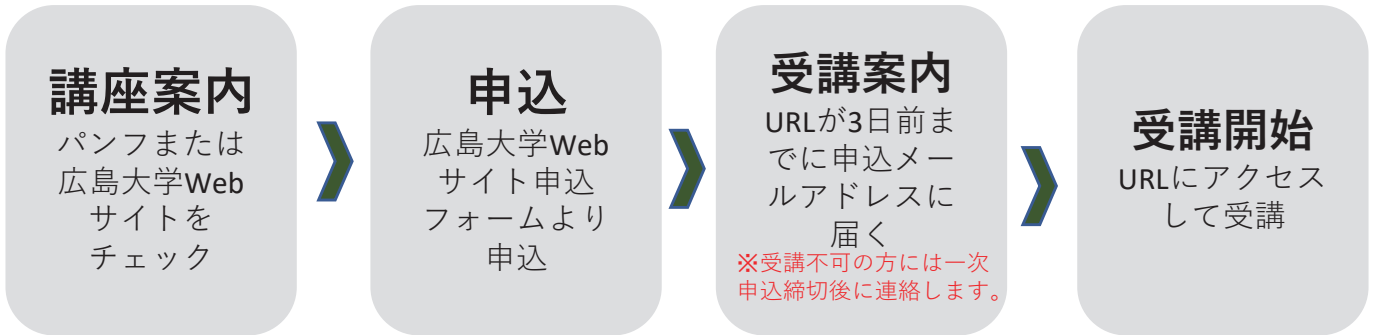 講座案内
パンフまたは
広島大学Web
サイトを
チェック
申込
広島大学Web
サイト申込
フォームより
申込
受講案内
URLが3日前ま
でに申込メー
ルアドレスに
届く
※受講不可の方には一次
申込締切後に連絡します。
受講開始
URLにアクセス
して受講